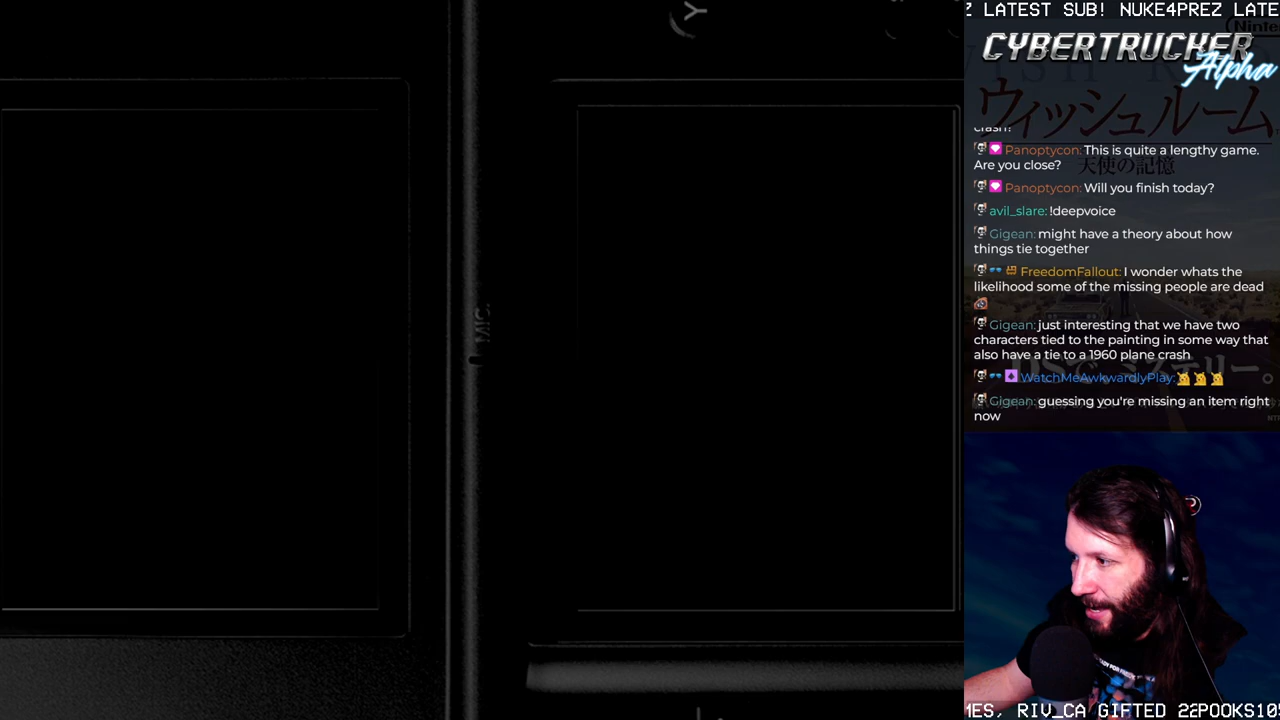 Z LATEST SUB! NUKE4PREZ LATE
CYBERTRUCKER
Alpha
ウィッシュルーム
天使の記憶
crash?
Panoptycon: This is quite a lengthy game.
Are you close?
Panoptycon: Will you finish today?
avil_slare: !deepvoice
Gigean: might have a theory about how
things tie together
FreedomFallout: I wonder whats the
likelihood some of the missing people are dead
Gigean: just interesting that we have two
characters tied to the painting in some way that
also have a tie to a 1960 plane crash
WatchMeAwkwardlyPlay:
Gigean: guessing you're missing an item right
now
Y
MIC.
MES, RIV_CA GIFTED 22POOKS10